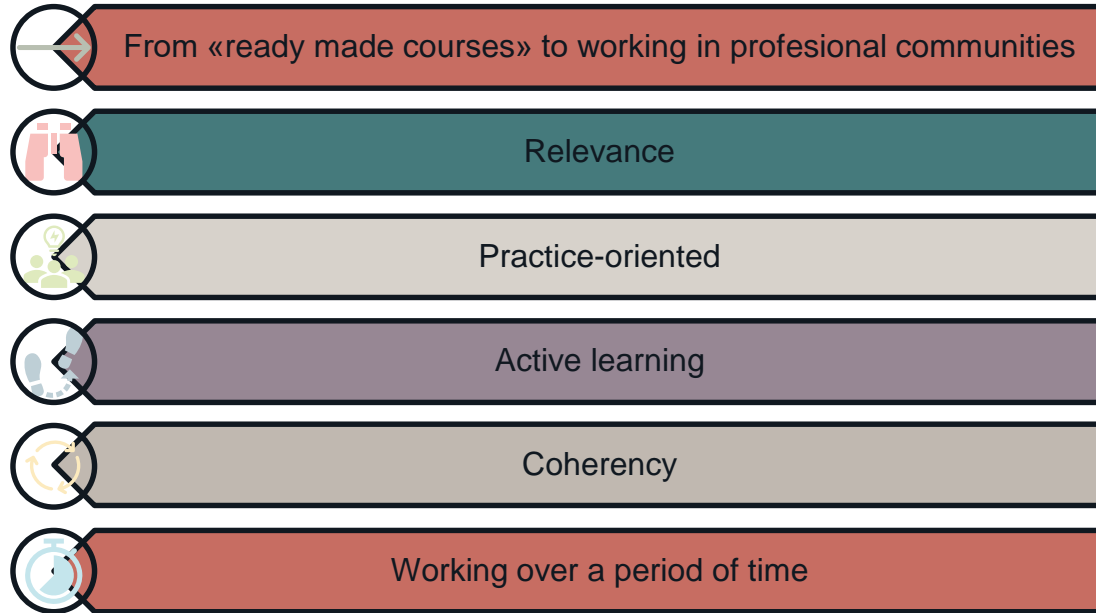 From «ready made courses» to working in profesional communities
Relevance
Practice-oriented
Active learning
Coherency
Working over a period of time